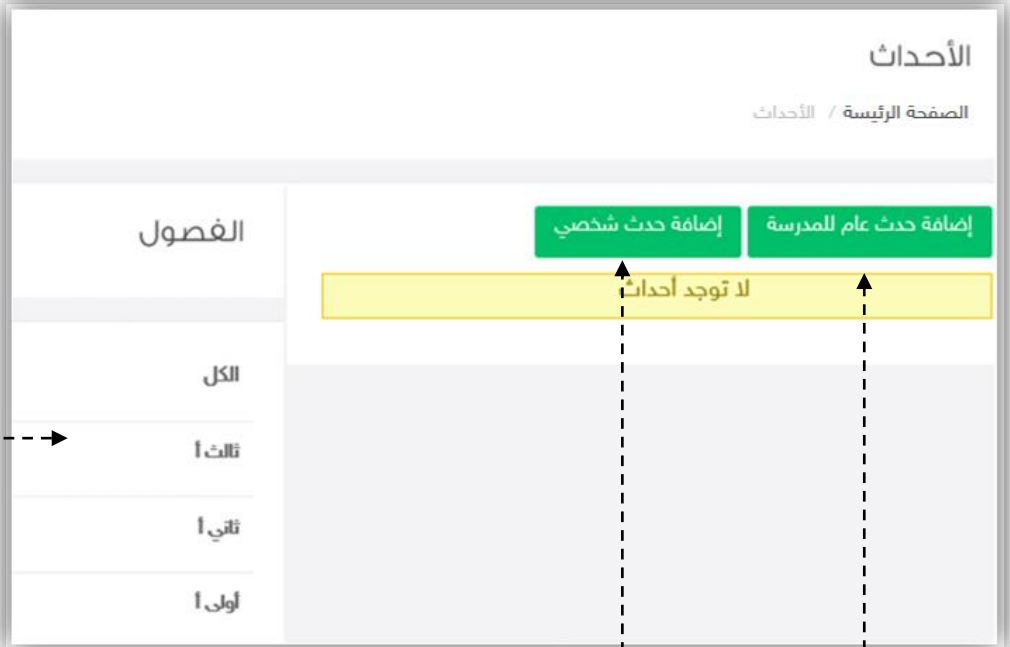 الأحداث
الصفحة الرئيسة / الأحداث
إضافة حدث عام للمدرسة
إضافة حدث شخصي
لا توجد أحداث
الفصول
الكل
ثالث أ
ثاني أ
أولى أ